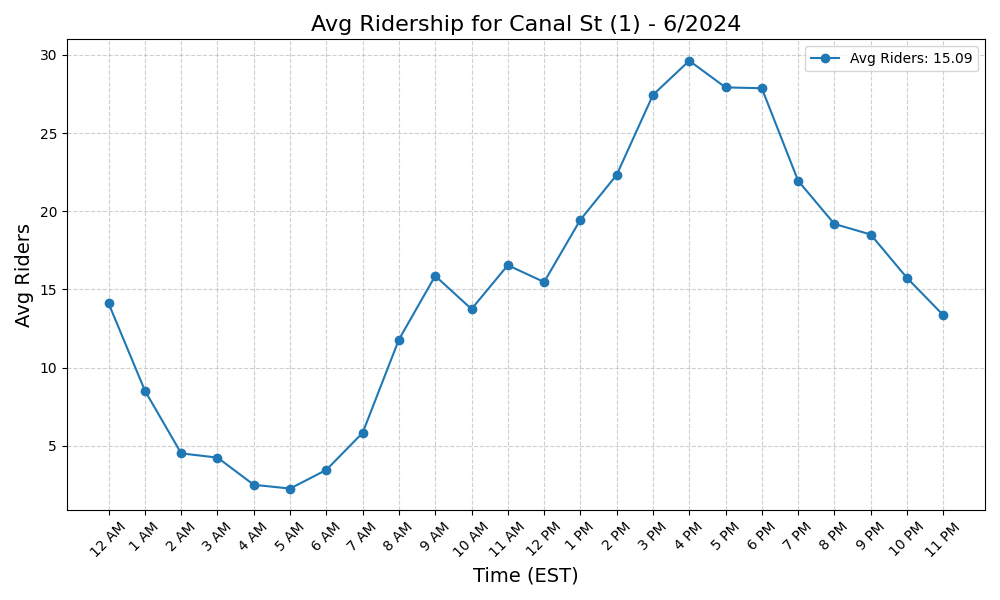 Avg Ridership for Canal St (1) - 6/2024
Avg Riders: 15.09
Avg Riders
30
25
20
15
10
5
12 AM
1 AM
2 AM
3 AM
4 AM
5 AM
6 AM
7 AM
8 AM
9 AM
10 AM
11 AM
12 PM
1 PM
2 PM
3 PM
4 PM
5 PM
6 PM
7 PM
8 PM
9 PM
10 PM
11 PM
Time (EST)